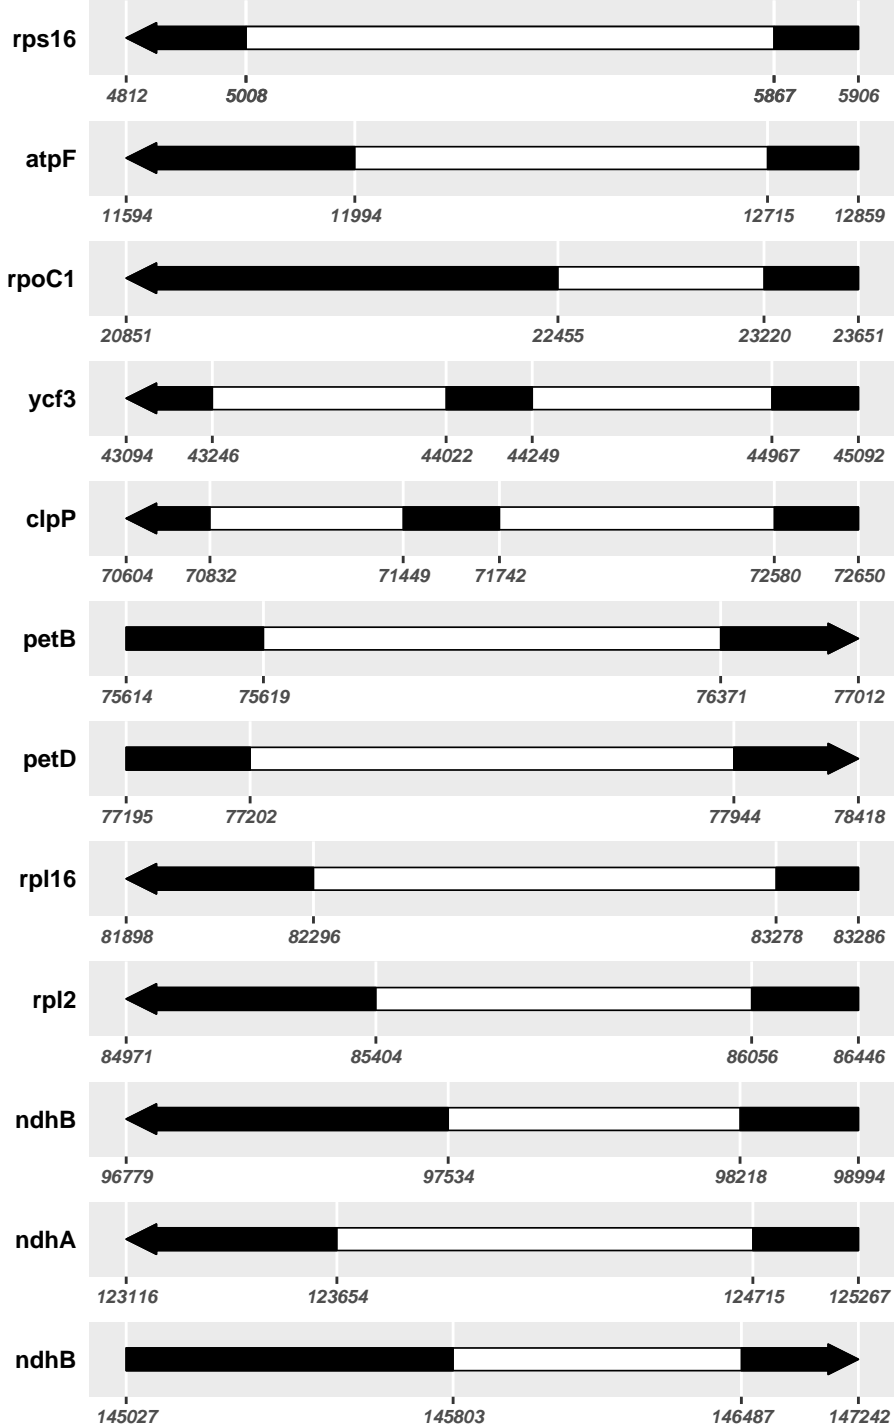 rps16
4812 5008 5867 5906
atpF
11594 11994 12715 12859
rpoC1
20851 22455 23220 23651
ycf3
43094 43246 44022 44249 44967 45092
clpP
70604 70832 71449 71742 72580 72650
petB
75614 75619 76371 77012
petD
77195 77202 77944 78418
rpl16
81898 82296 83278 83286
rpl2
84971 85404 86056 86446
ndhB
96779 97534 98218 98994
ndhA
123116 123654 124715 125267
ndhB
145027 145803 146487 147242